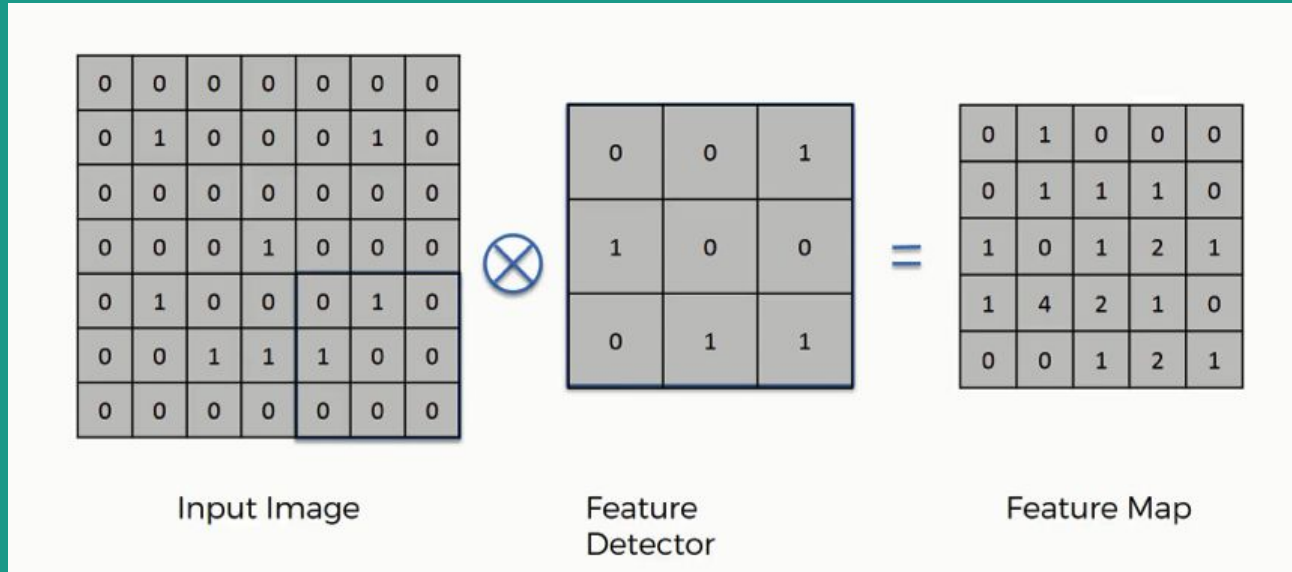 0 0 0 0 0 0 0
0 1 0 0 0 1 0
0 0 0 0 0 0 0
0 0 0 1 0 0 0
0 1 0 0 0 1 0
0 0 1 1 1 0 0
0 0 0 0 0 0 0
0 0 1
1 0 0
0 1 1
=
0 1 0 0 0
0 1 1 1 0
1 0 1 2 1
1 4 2 1 0
0 0 1 2 1
Input Image
Feature
Detector
Feature Map